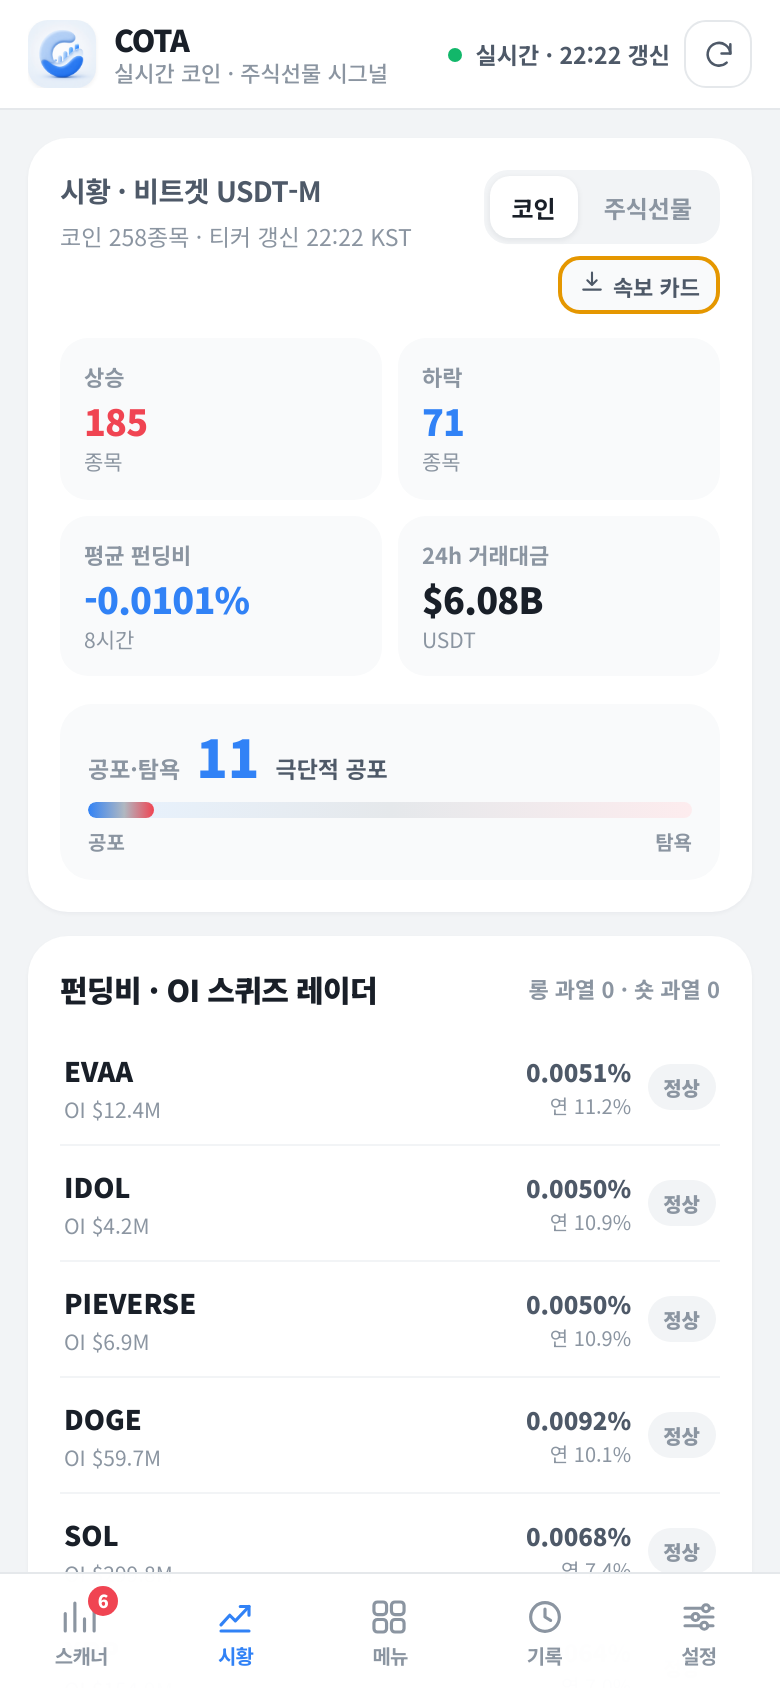 COTA
실시간 코인 · 주식선물 시그널
실시간 · 22:22 갱신
시황 · 비트겟 USDT-M
코인 258종목 · 티커 갱신 22:22 KST
코인
주식선물
속보 카드
상승
185
종목
하락
71
종목
평균 펀딩비
-0.0101%
8시간
24h 거래대금
$6.08B
USDT
공포·탐욕 11 극단적 공포
공포
탐욕
펀딩비 · OI 스퀴즈 레이더
롱 과열 0 · 숏 과열 0
EVAA
OI $12.4M
0.0051%
연 11.2%
정상
IDOL
OI $4.2M
0.0050%
연 10.9%
정상
PIEVERSE
OI $6.9M
0.0050%
연 10.9%
정상
DOGE
OI $59.7M
0.0092%
연 10.1%
정상
SOL
OI $299.8M
0.0068%
연 7.4%
정상
6
스캐너
시황
메뉴
기록
설정